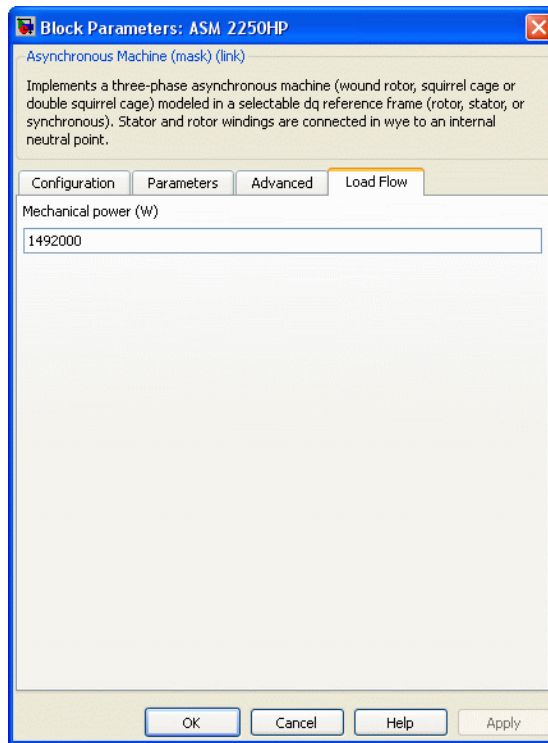 Block Parameters: ASM 2250HP
Asynchronous Machine (mask) (link)
Implements a three-phase asynchronous machine (wound rotor, squirrel cage or
double squirrel cage) modeled in a selectable dq reference frame (rotor, stator, or
synchronous). Stator and rotor windings are connected in wye to an internal
neutral point.
Configuration Parameters Advanced Load Flow
Mechanical power (W)
1492000
OK Cancel Help Apply